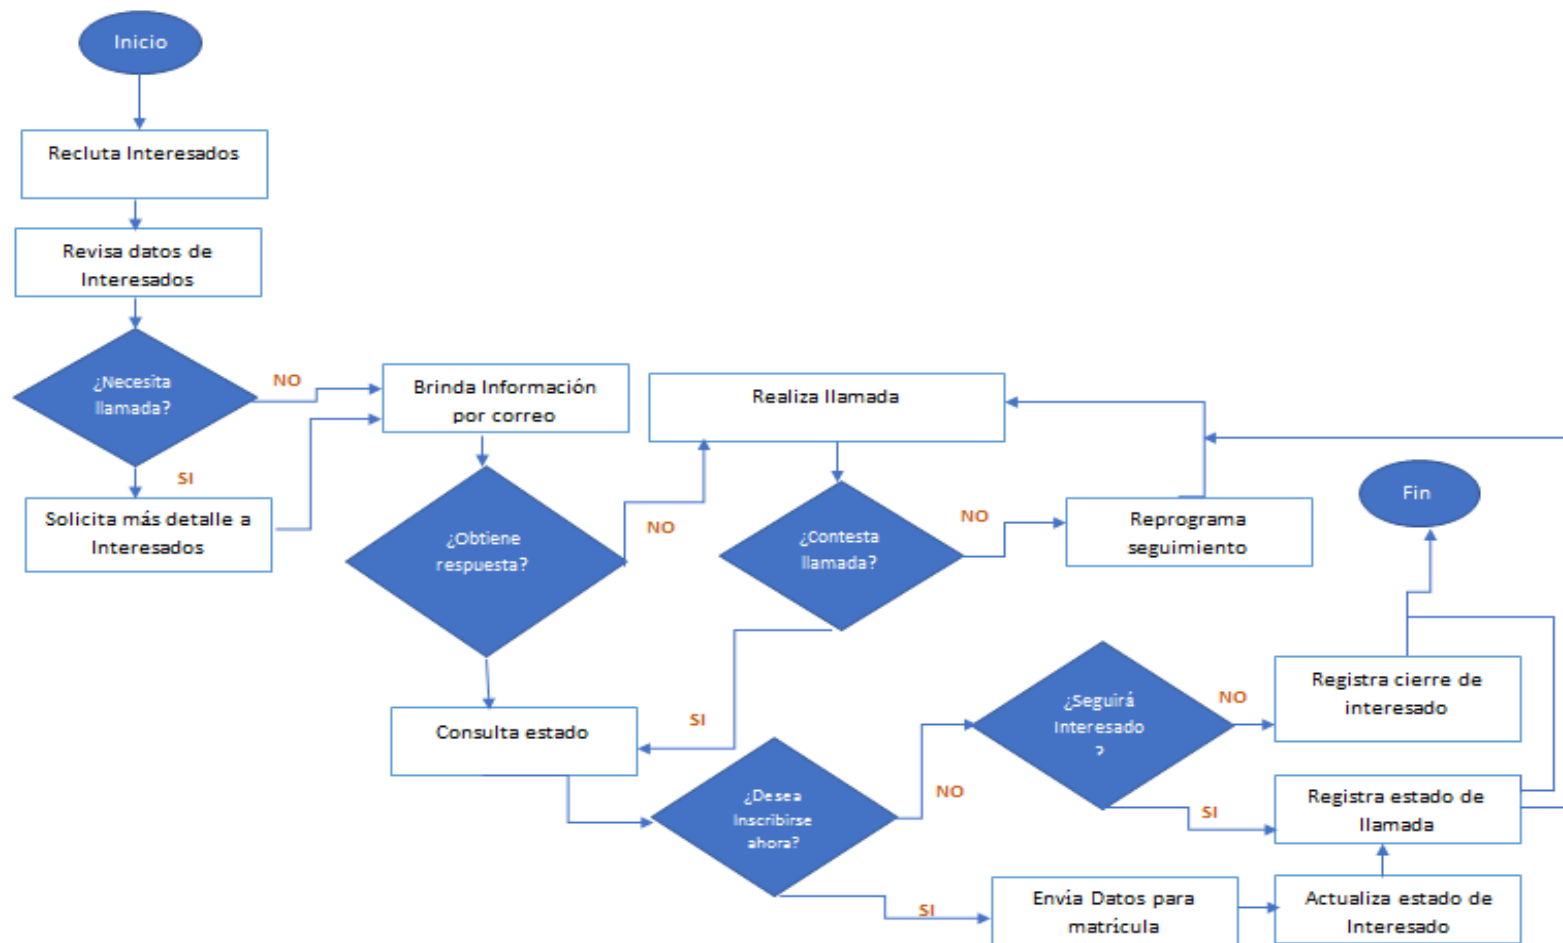 Inicio
Recluta Interesados
Revisa datos de
Interesados
¿Necesita
llamada?
NO
SI
Solicita más detalle a
Interesados
Brinda Información
por correo
¿Obtiene
respuesta?
NO
Realiza llamada
¿Contesta
llamada?
NO
SI
Reprograma
seguimiento
Fin
Consulta estado
¿Desea
Inscribirse
ahora?
NO
SI
¿Seguirá
Interesado
?
NO
SI
Registra cierre de
interesado
Registra estado de
llamada
Envía Datos para
matrícula
Actualiza estado de
Interesado